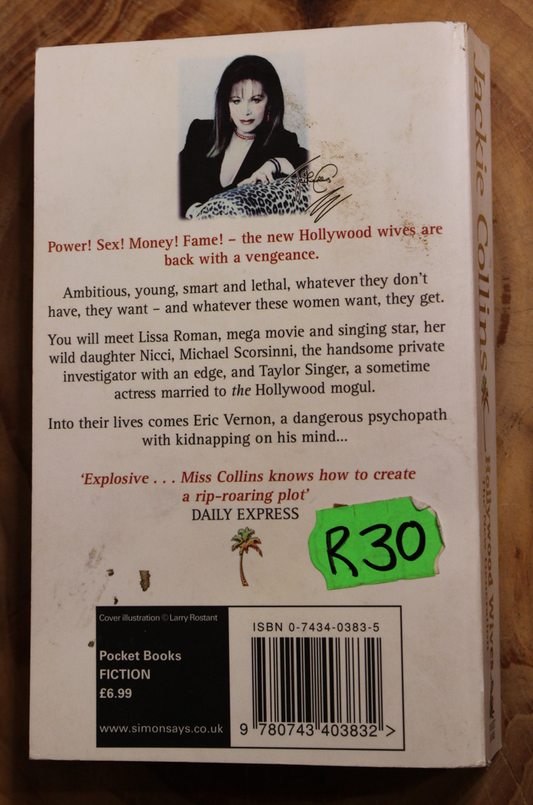 Power! Sex! Money! Fame! – the new Hollywood wives are
back with a vengeance.
Ambitious, young, smart and lethal, whatever they don't
have, they want – and whatever these women want, they get.
You will meet Lissa Roman, mega movie and singing star, her
wild daughter Nicci, Michael Scorsinni, the handsome private
investigator with an edge, and Taylor Singer, a sometime
actress married to the Hollywood mogul.
Into their lives comes Eric Vernon, a dangerous psychopath
with kidnapping on his mind...
'Explosive . . . Miss Collins knows how to create
a rip-roaring plot'
DAILY EXPRESS
R30
Cover illustration © Larry Rostant
Pocket Books
FICTION
£6.99
www.simonsays.co.uk
ISBN 0-7434-0383-5
9 780743 403832 >
Jackie Collins
Hollywood Wives